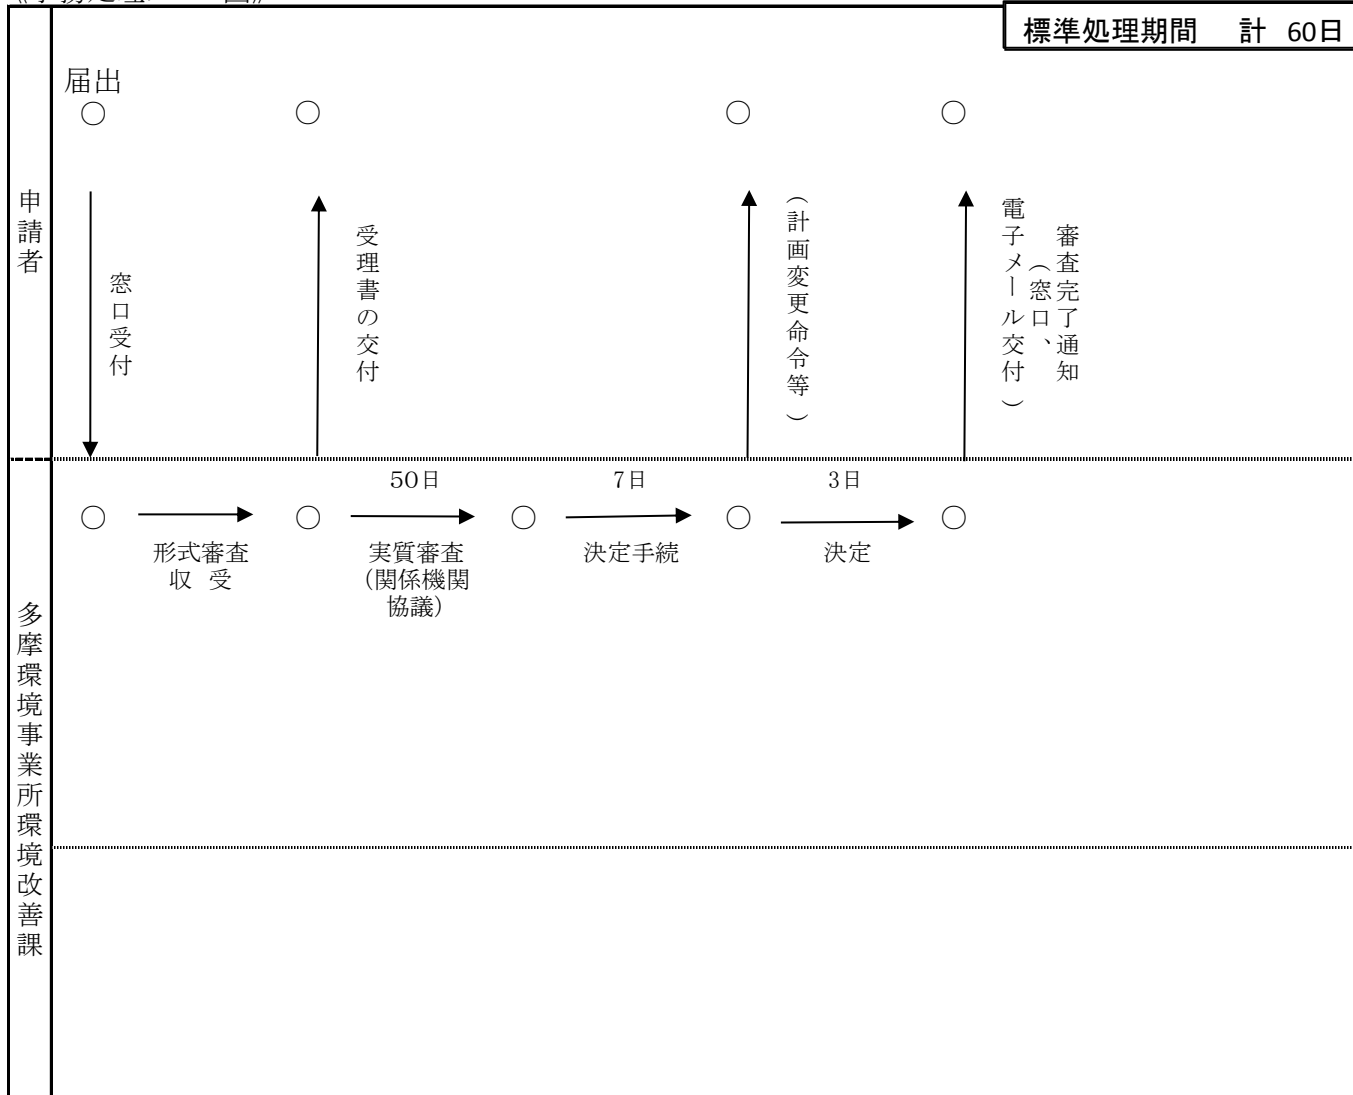 標準処理期間 計 60日
届出
申請者
窓口受付
受理書の交付
（計画変更命令等）
審査完了通知
（窓口、
電子メール交付）
50日
7日
3日
形式審査
収 受
実質審査
（関係機関
協議）
決定手続
決定
多摩環境事業所環境改善課